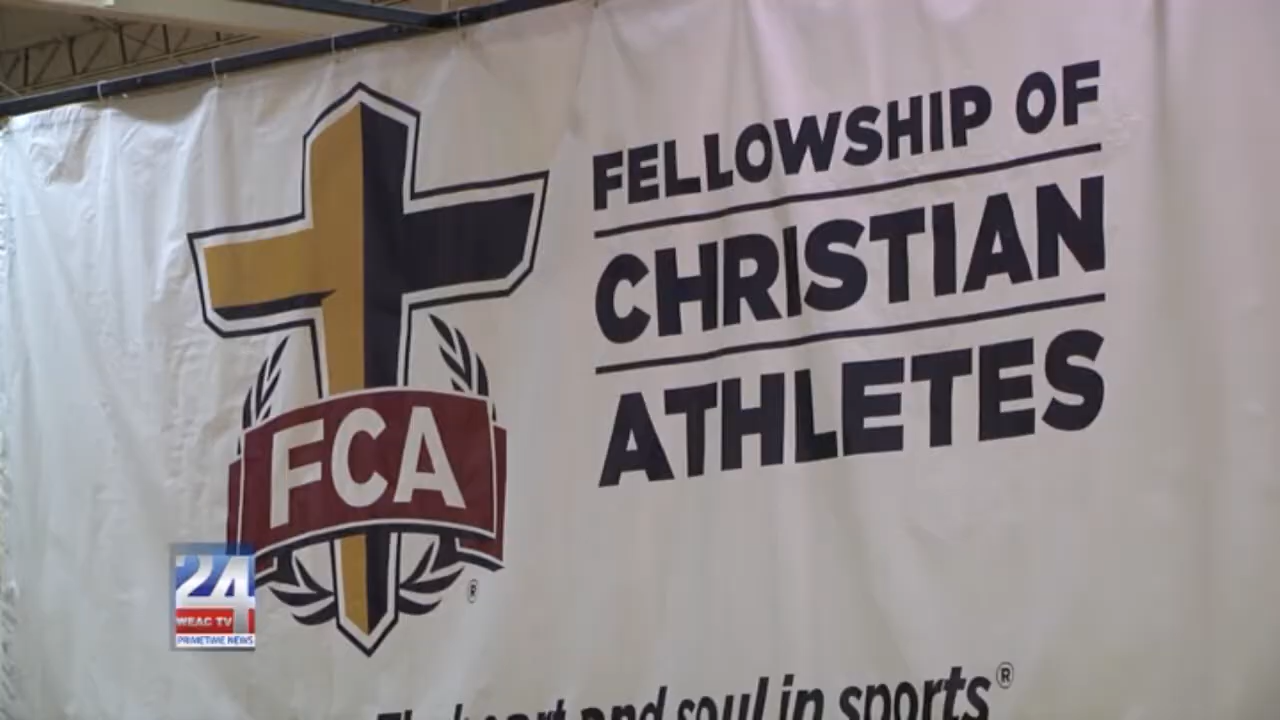 FELLOWSHIP OF
CHRISTIAN
ATHLETES
FCA
®
The heart and soul in sports®
24
WEAC TV
PRIMETIME NEWS